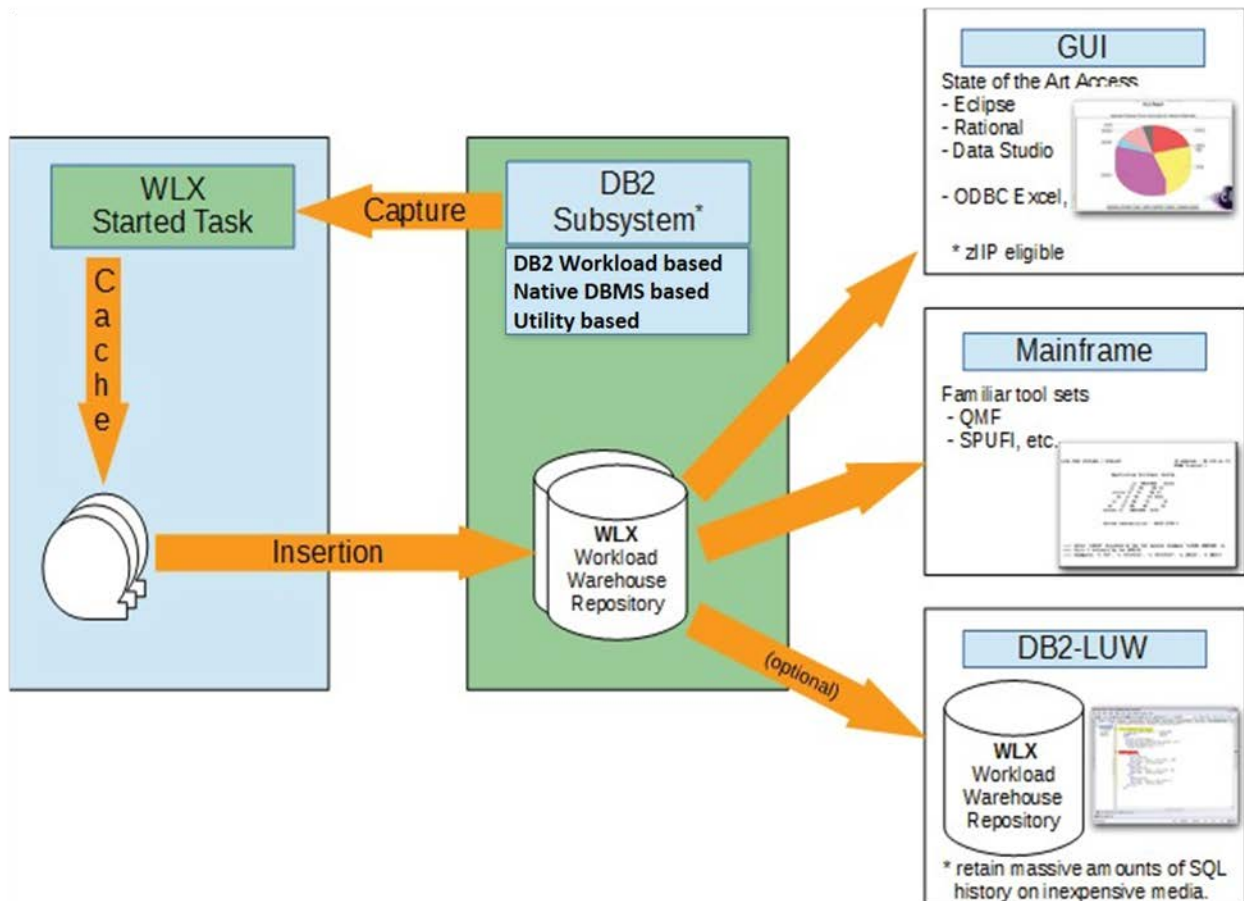 WLX
Started Task
Capture
Cache
Insertion
DB2
Subsystem*
DB2 Workload based
Native DBMS based
Utility based
WLX
Workload
Warehouse
Repository
(optional)
GUI
State of the Art Access
- Eclipse
- Rational
- Data Studio
- ODBC Excel,
* zIIP eligible
Mainframe
Familiar tool sets
- QMF
- SPUFI, etc.
DB2-LUW
WLX
Workload
Warehouse
Repository
* retain massive amounts of SQL
history on inexpensive media.